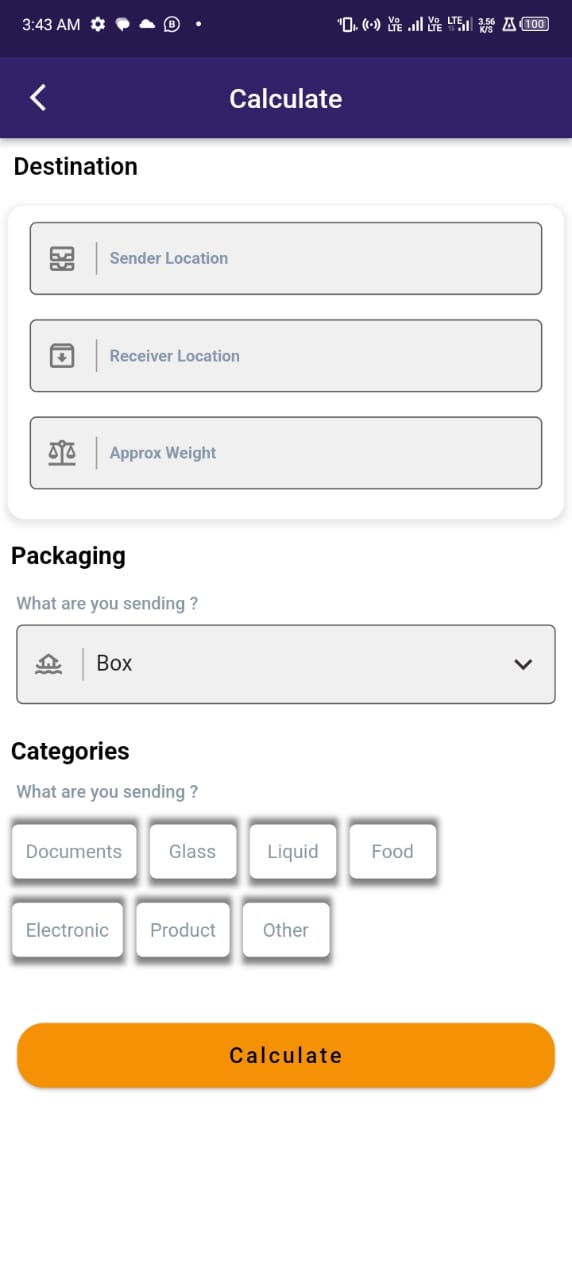 3:43 AM B Vo LTE Vo LTE LTE 3.56 K/S 100
Calculate
Destination
Sender Location
Receiver Location
Approx Weight
Packaging
What are you sending ?
Box
Categories
What are you sending ?
Documents Glass Liquid Food
Electronic Product Other
Calculate